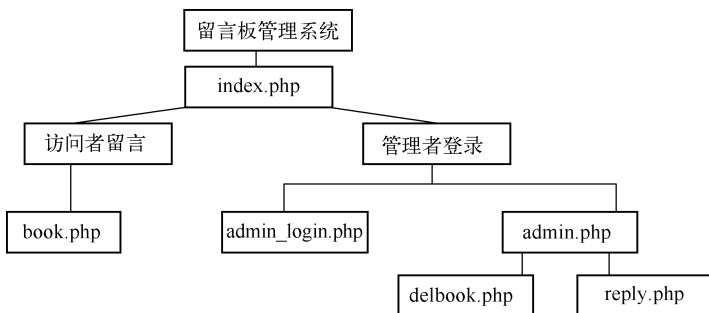 留言板管理系统
index.php
访问者留言
管理者登录
book.php
admin_login.php
admin.php
delbook.php
reply.php